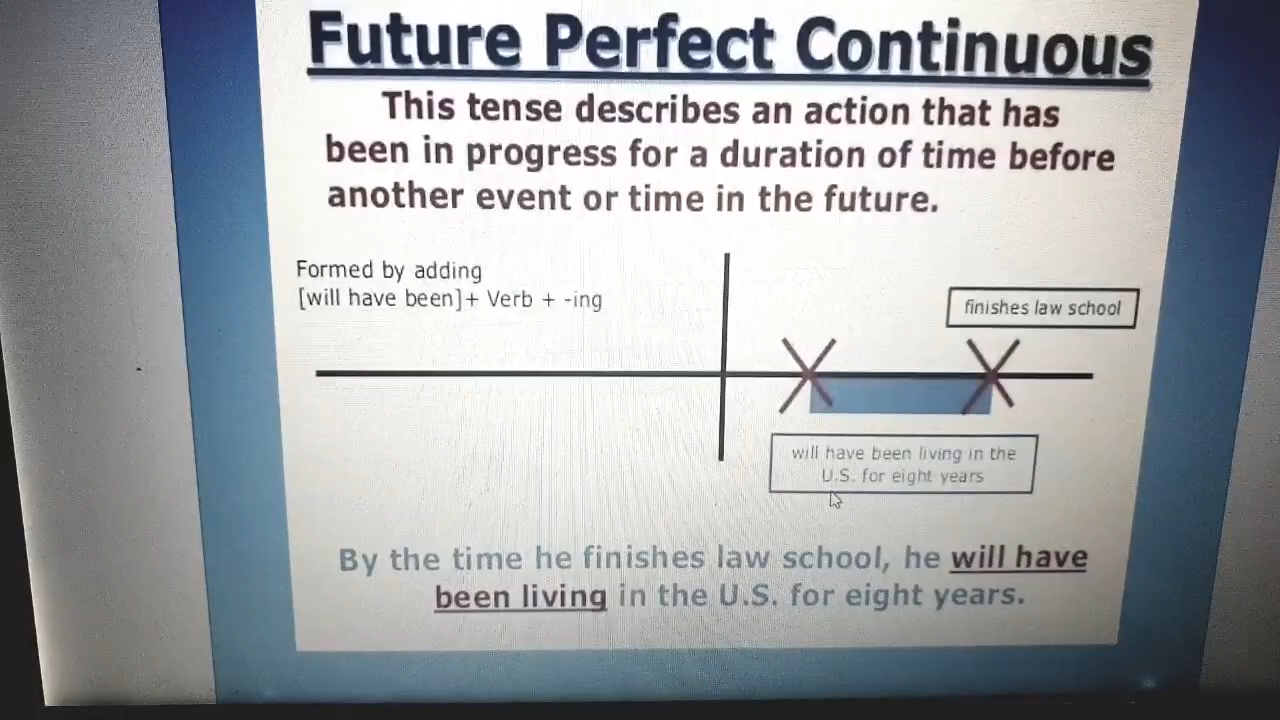 Future Perfect Continuous
This tense describes an action that has
been in progress for a duration of time before
another event or time in the future.
Formed by adding
[will have been]+ Verb + -ing
finishes law school
will have been living in the
U.S. for eight years
By the time he finishes law school, he will have
been living in the U.S. for eight years.